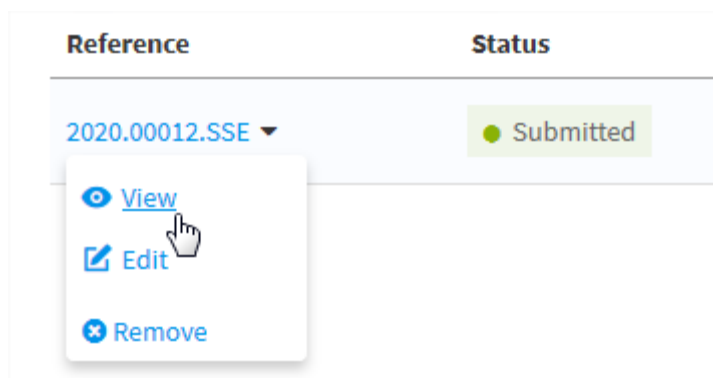 Reference Status
2020.00012.SSE Submitted
View
Edit
Remove